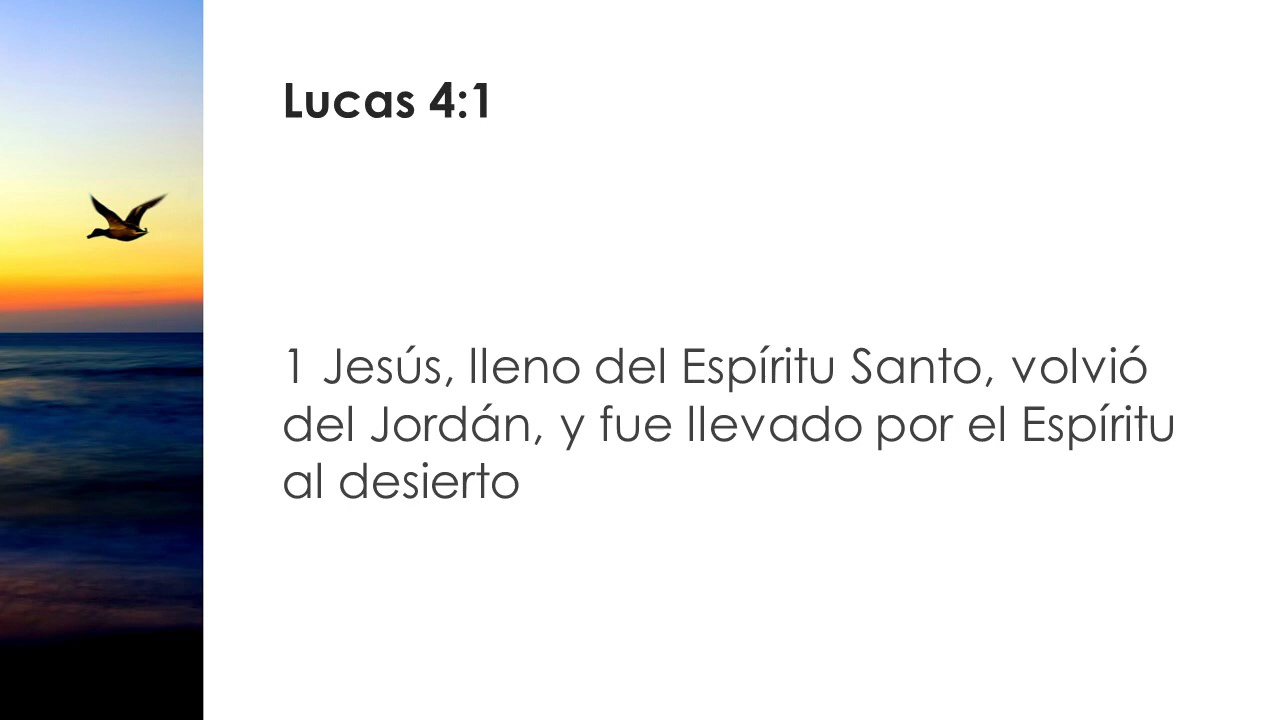 Lucas 4:1
1 Jesús, lleno del Espíritu Santo, volvió
del Jordán, y fue llevado por el Espíritu
al desierto